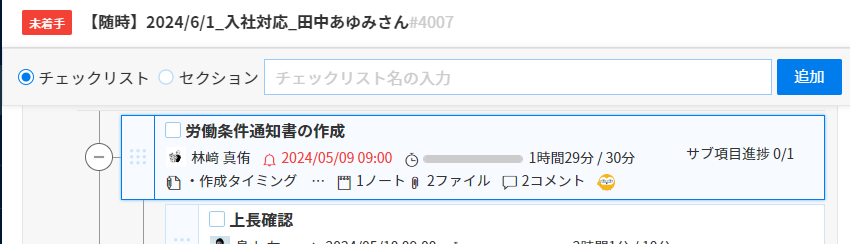 未着手 【随時】2024/6/1_入社対応_田中あゆみさん#4007
チェックリスト セクション チェックリスト名の入力 追加
労働条件通知書の作成
林﨑 真侑 2024/05/09 09:00 1時間29分 / 30分 サブ項目進捗 0/1
・作成タイミング … 1ノート 2ファイル 2コメント
上長確認